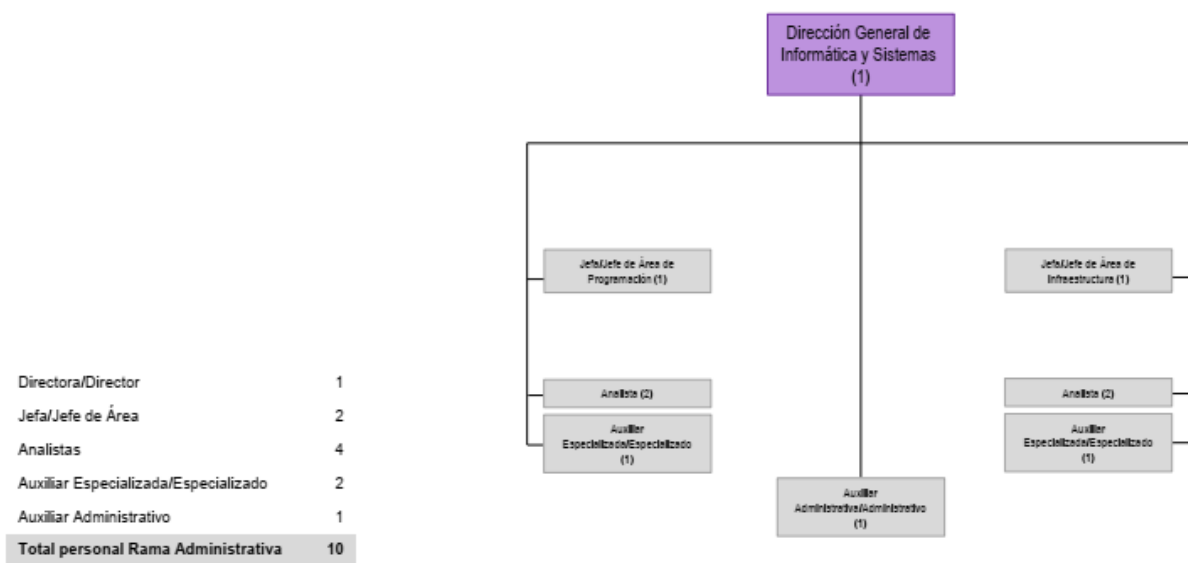 Dirección General de
Informática y Sistemas
(1)
Jefa/Jefe de Área de
Programación (1)
Jefa/Jefe de Área de
Infraestructura (1)
Analista (2)
Auxiliar
Especializada/Especializado
(1)
Analista (2)
Auxiliar
Especializada/Especializado
(1)
Auxiliar
Administrativa/Administrativo
(1)
Directora/Director 1
Jefa/Jefe de Área 2
Analistas 4
Auxiliar Especializada/Especializado 2
Auxiliar Administrativo 1
Total personal Rama Administrativa 10